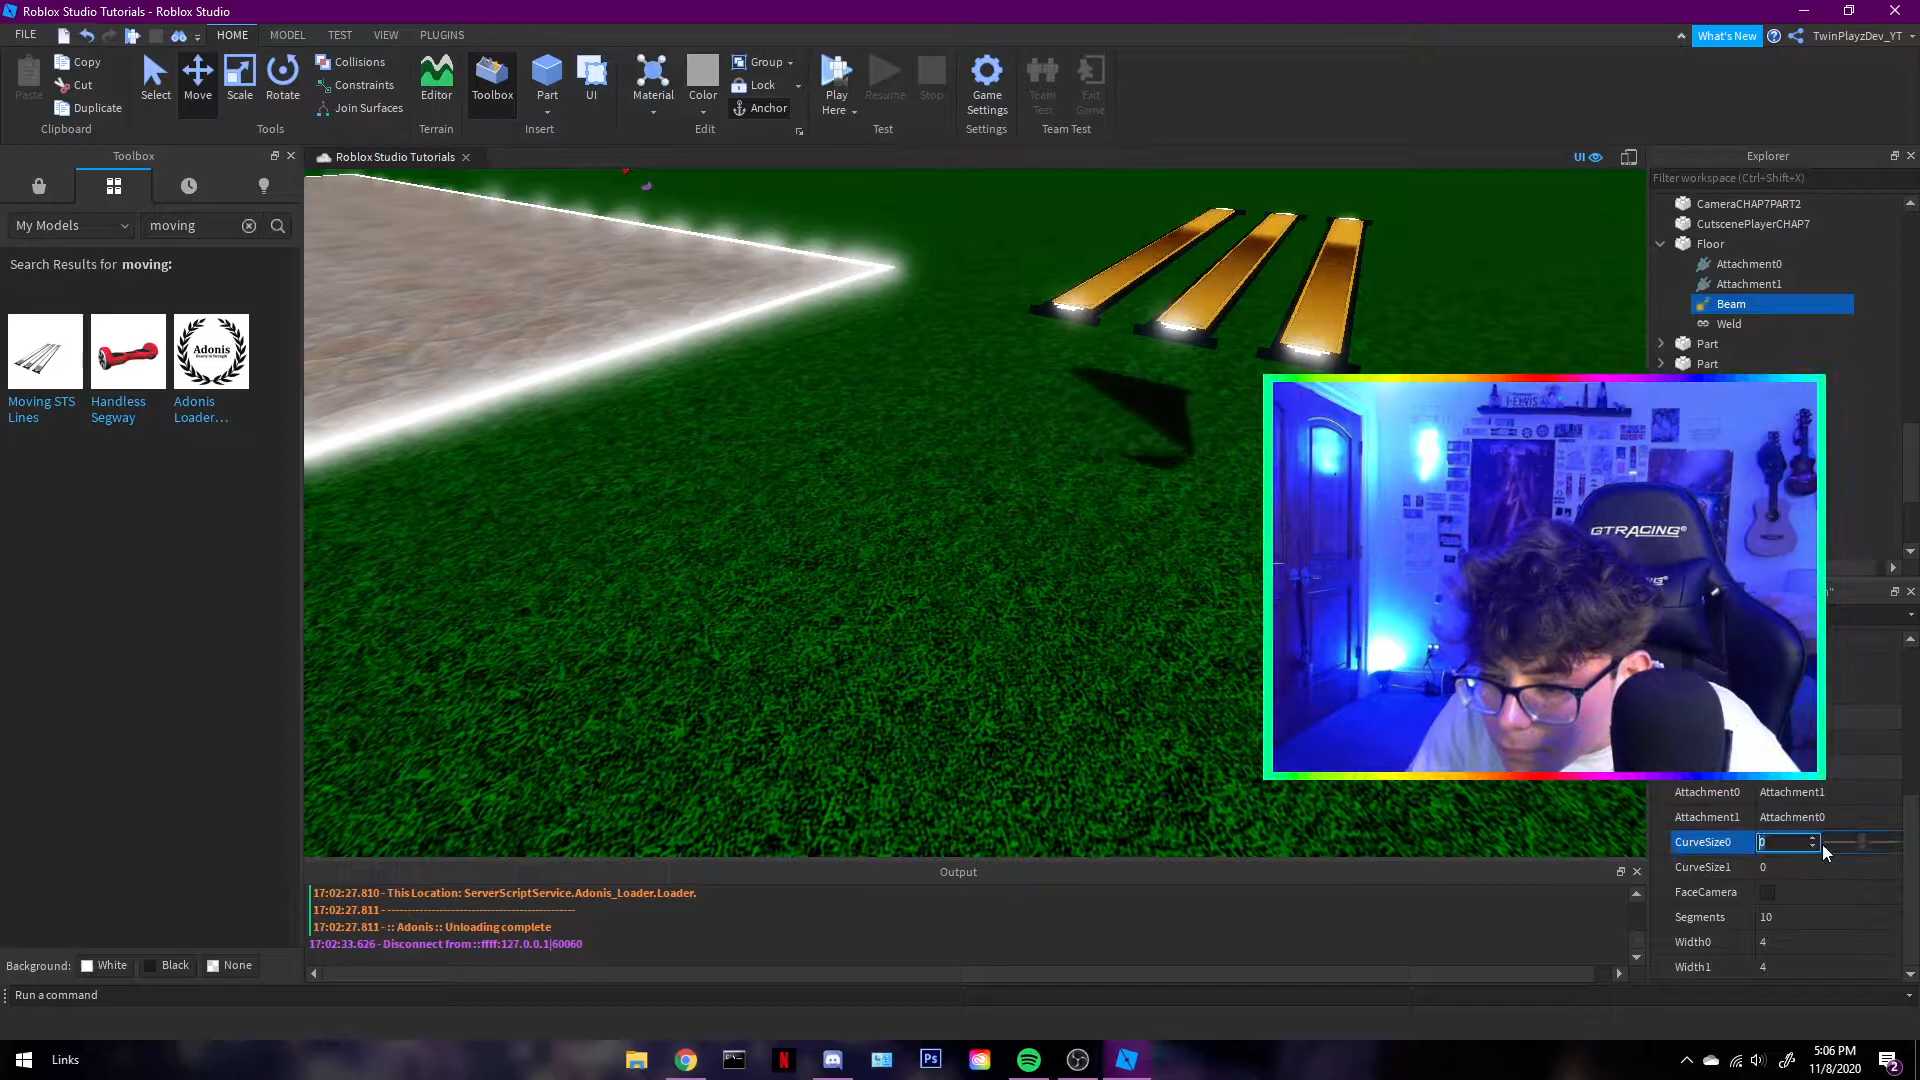 Roblox Studio Tutorials - Roblox Studio
FILE HOME MODEL TEST VIEW PLUGINS
What's New TwinPlayzDev_YT
Paste Copy Cut Duplicate Clipboard
Select Move Scale Rotate Collisions Constraints Join Surfaces Tools
Editor Terrain
Toolbox Part UI Insert
Material Color Group Lock Anchor Edit
Play Here Resume Stop Test
Game Settings Settings
Team Test Exit Game Team Test
Toolbox
My Models moving
Search Results for moving:
Moving STS Lines
Handless Segway
Adonis
Adonis Loader...
Background: White Black None
Roblox Studio Tutorials
UI
Explorer
Filter workspace (Ctrl+Shift+X)
CameraCHAP7PART2
CutscenePlayerCHAP7
Floor
Attachment0
Attachment1
Beam
Weld
Part
Part
GTRACING
Attachment0 Attachment1
Attachment1 Attachment0
CurveSize0 0
CurveSize1 0
FaceCamera
Segments 10
Width0 4
Width1 4
Output
17:02:27.810 - This Location: ServerScriptService.Adonis_Loader.Loader.
17:02:27.811 - --------------------------------------------------
17:02:27.811 - :: Adonis :: Unloading complete
17:02:33.626 - Disconnect from ::ffff:127.0.0.1|60060
Run a command
Links
Ps
5:06 PM
11/8/2020
2